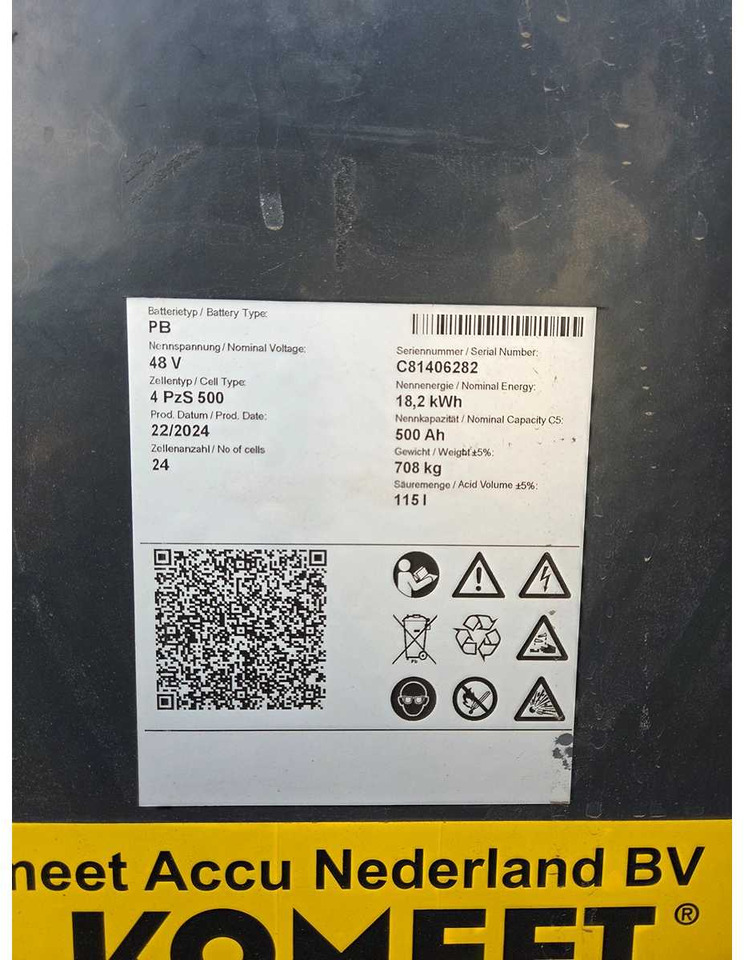 Batterietyp / Battery Type:
PB
Nennspannung / Nominal Voltage:
48 V
Zellentyp / Cell Type:
4 PzS 500
Prod. Datum / Prod. Date:
22/2024
Zellenanzahl / No of cells
24
Seriennummer / Serial Number:
C81406282
Nennenergie / Nominal Energy:
18,2 kWh
Nennkapazität / Nominal Capacity C5:
500 Ah
Gewicht / Weight ±5%:
708 kg
Säuremenge / Acid Volume ±5%:
115 l
Pb
meet Accu Nederland BV
KOMEET ®